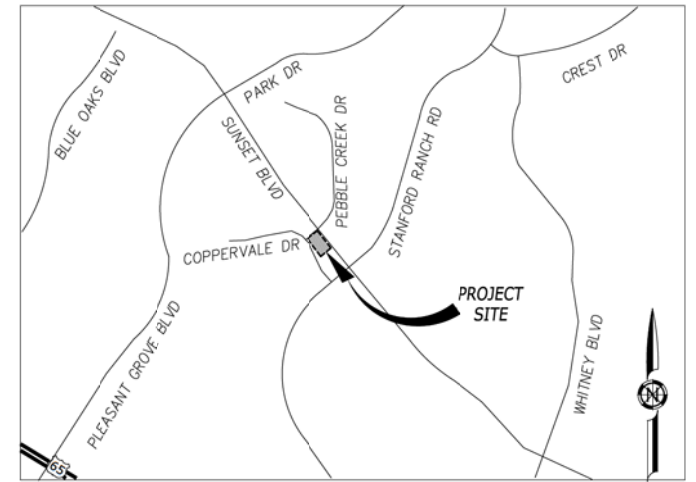 BLUE OAKS BLVD
PARK DR
CREST DR
SUNSET BLVD
PEBBLE CREEK DR
STANFORD RANCH RD
COPPERVALE DR
PROJECT
SITE
PLEASANT GROVE BLVD
WHITNEY BLVD
N
65